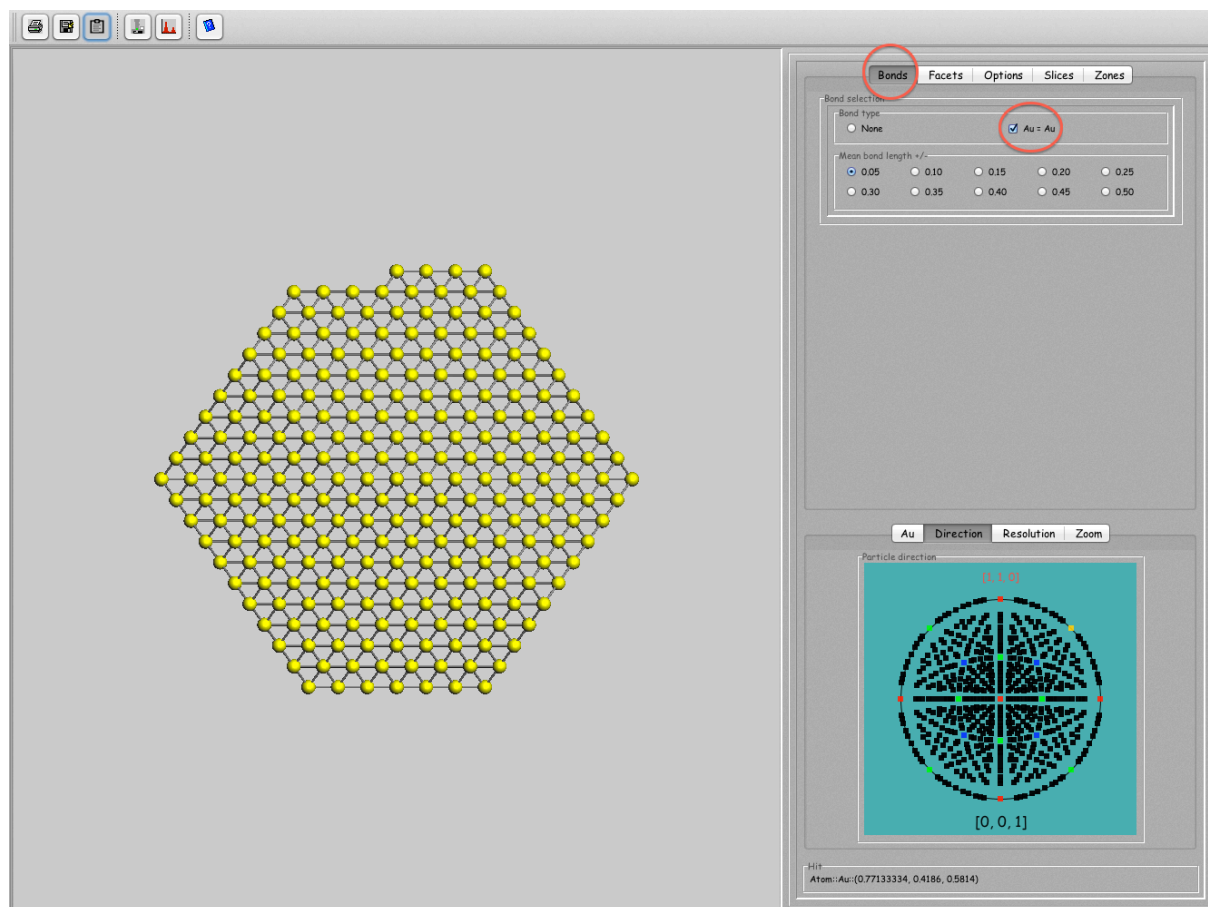 Bonds Facets Options Slices Zones
Bond selection
Bond type
None Au = Au
Mean bond length +/-
0.05 0.10 0.15 0.20 0.25
0.30 0.35 0.40 0.45 0.50
Au Direction Resolution Zoom
Particle direction
[1, 1, 0]
[0, 0, 1]
Hit
Atom::Au::(0.77133334, 0.4186, 0.5814)